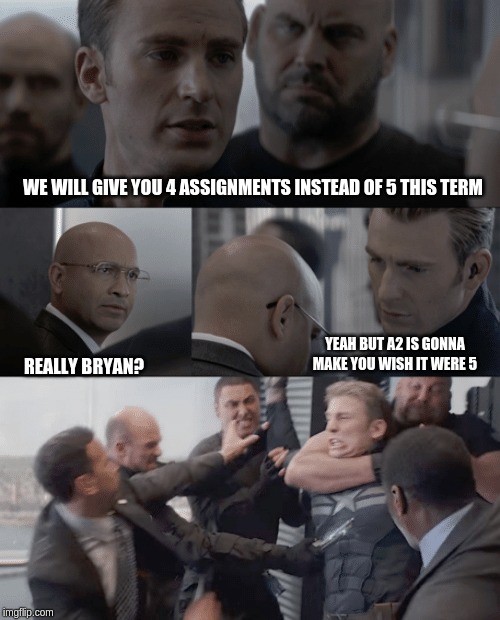 WE WILL GIVE YOU 4 ASSIGNMENTS INSTEAD OF 5 THIS TERM
REALLY BRYAN?
YEAH BUT A2 IS GONNA
MAKE YOU WISH IT WERE 5
imgflip.com